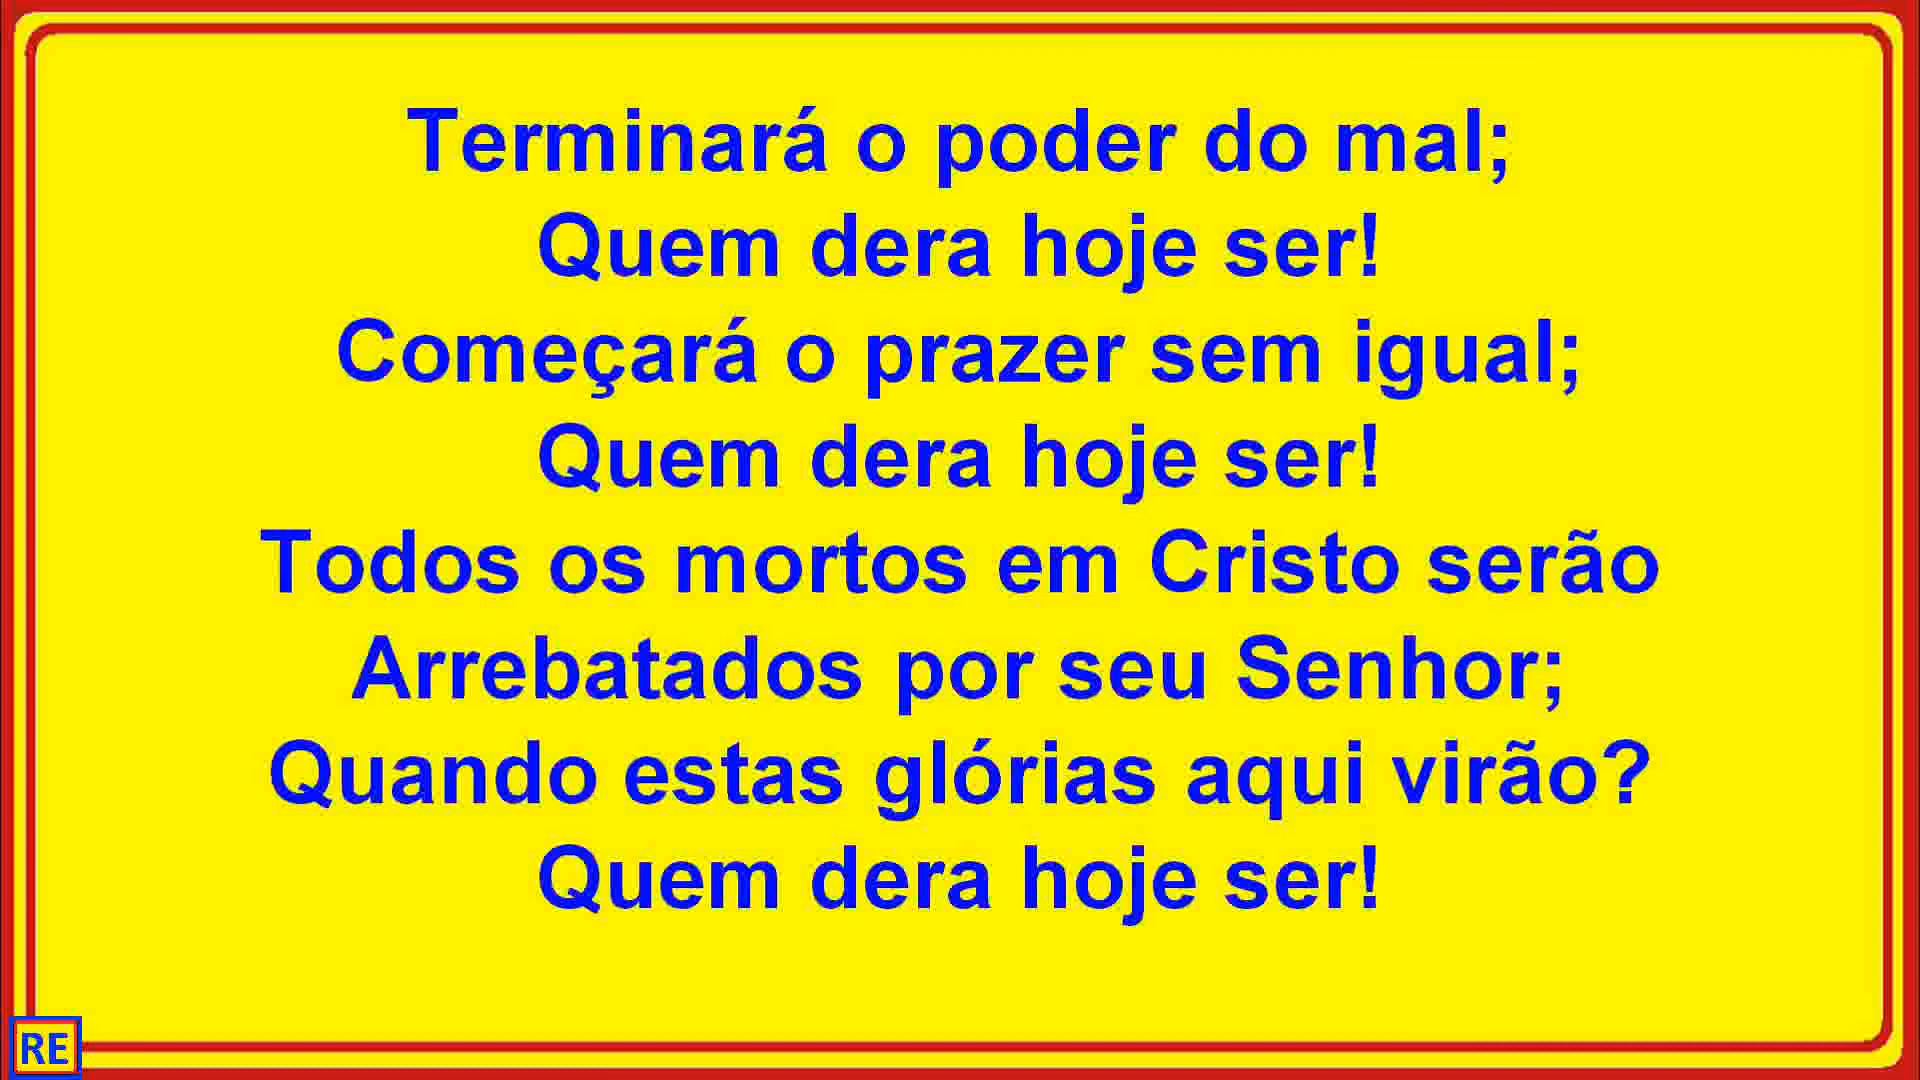 Terminará o poder do mal;
Quem dera hoje ser!
Começará o prazer sem igual;
Quem dera hoje ser!
Todos os mortos em Cristo serão
Arrebatados por seu Senhor;
Quando estas glórias aqui virão?
Quem dera hoje ser!
RE